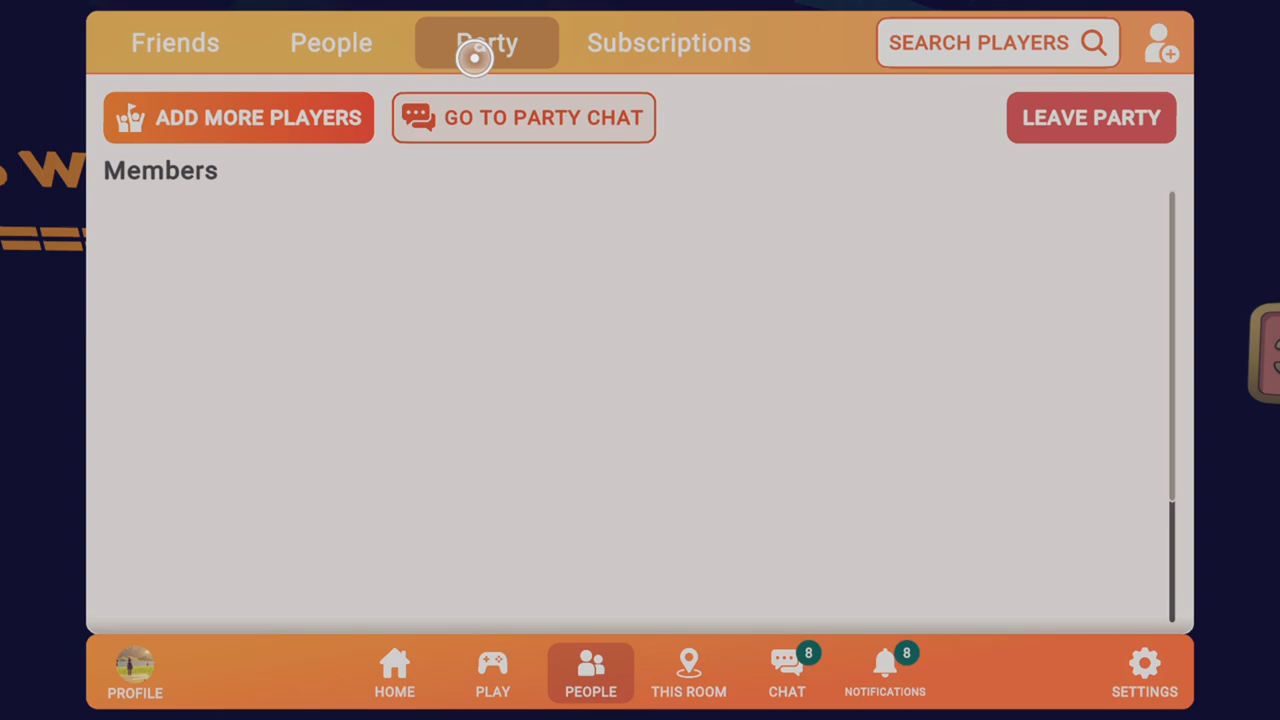 Friends People Party Subscriptions SEARCH PLAYERS
ADD MORE PLAYERS GO TO PARTY CHAT LEAVE PARTY
Members
W
8 8
PROFILE HOME PLAY PEOPLE THIS ROOM CHAT NOTIFICATIONS SETTINGS